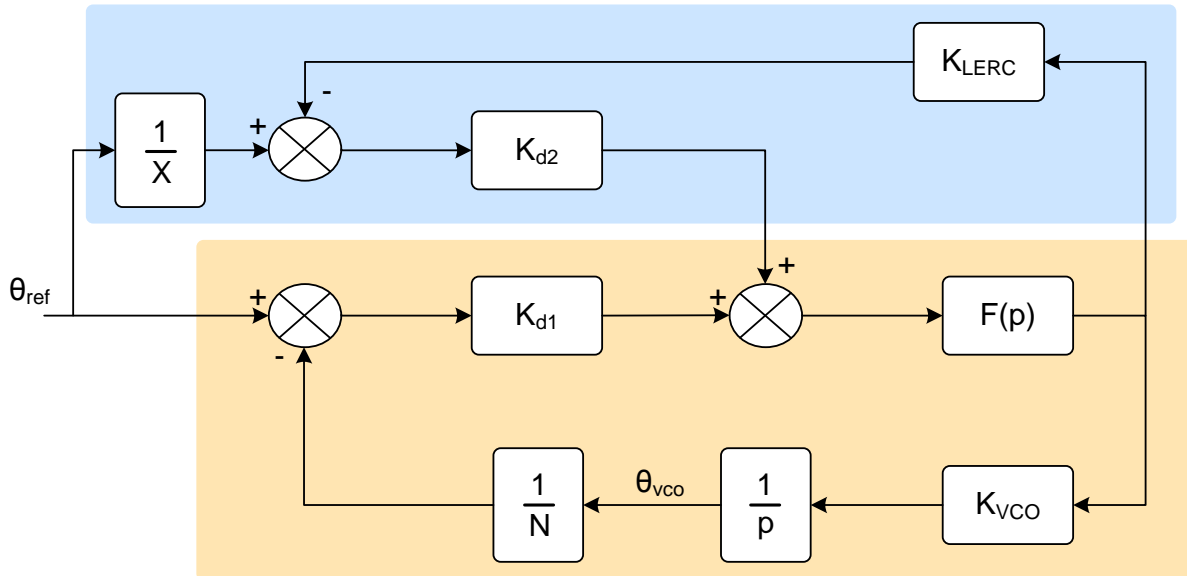 K_LERC
-
1
X
+
K_d2
θ_ref
+
+
+
-
K_d1
F(p)
1
N
θ_vco
1
p
K_VCO